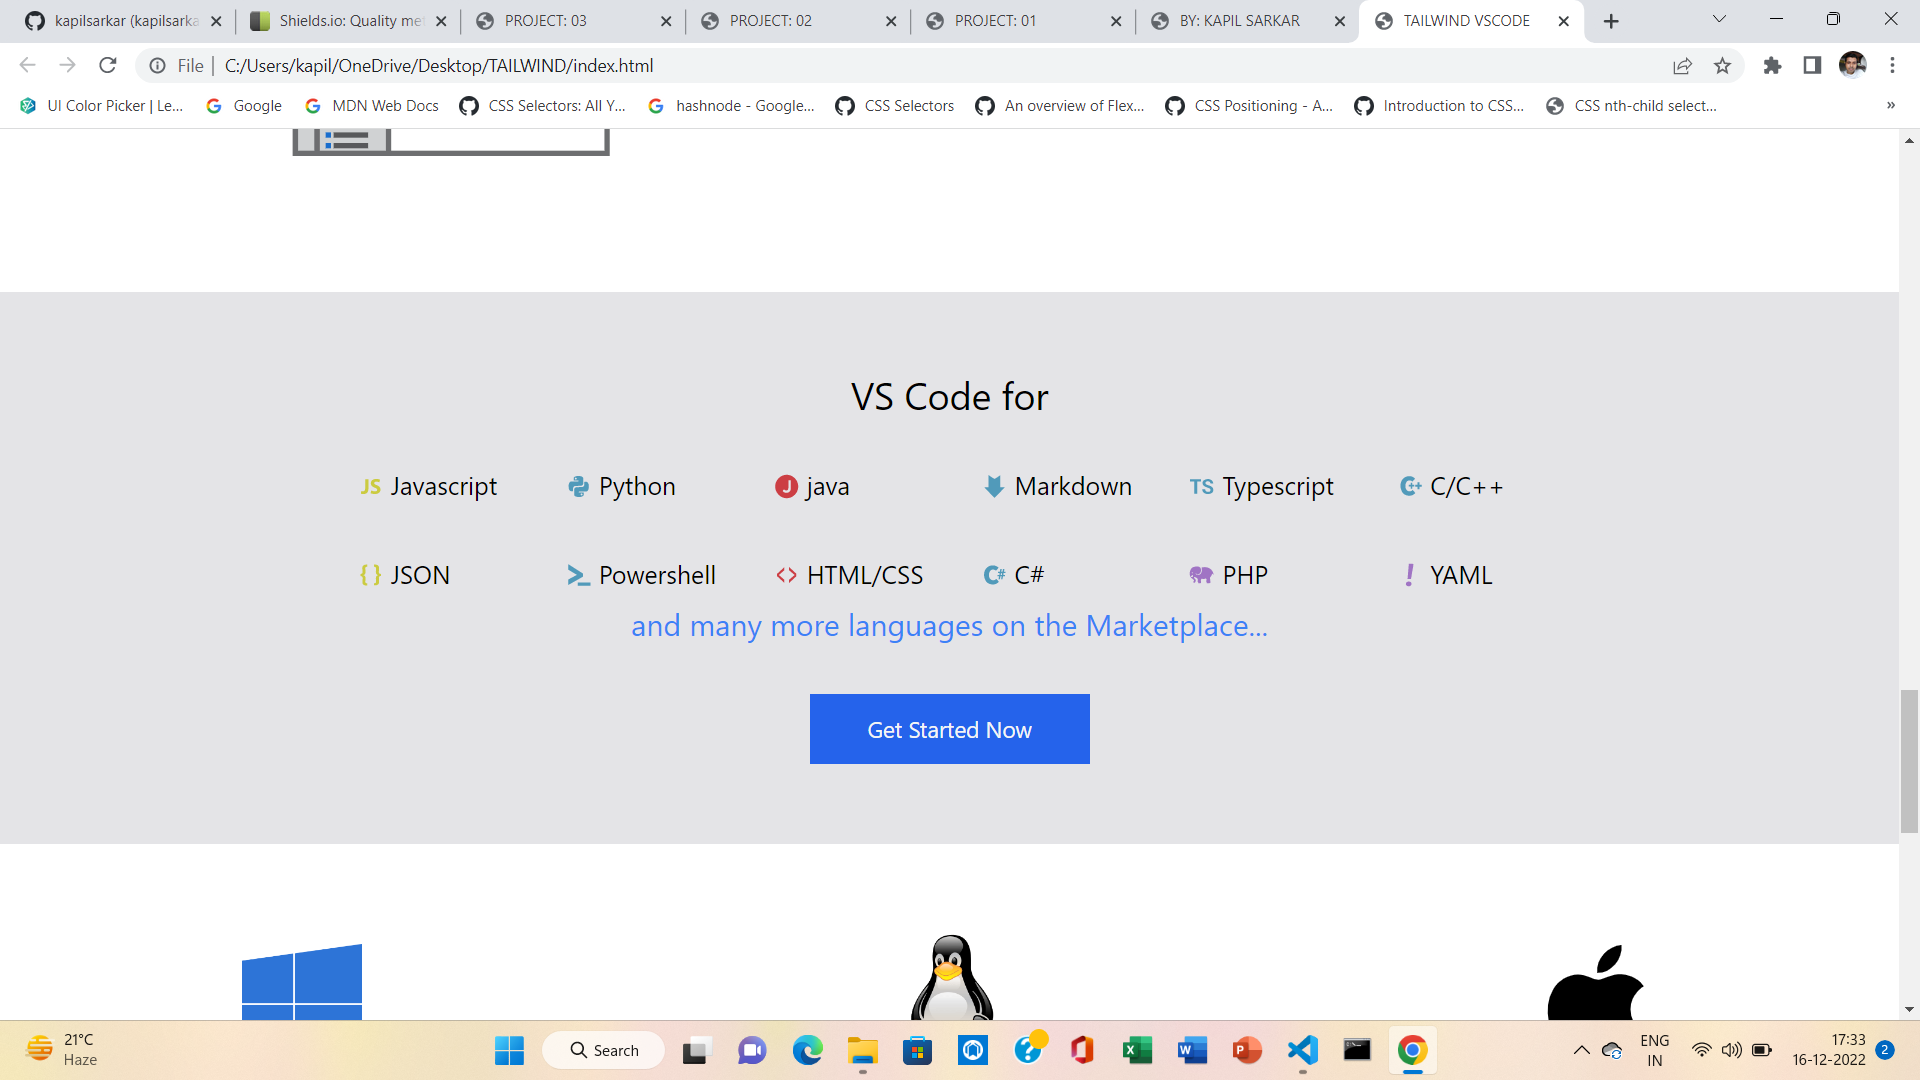 kapilsarkar (kapilsarka
Shields.io: Quality met
PROJECT: 03
PROJECT: 02
PROJECT: 01
BY: KAPIL SARKAR
TAILWIND VSCODE
File | C:/Users/kapil/OneDrive/Desktop/TAILWIND/index.html
UI Color Picker | Le...
Google
MDN Web Docs
CSS Selectors: All Y...
hashnode - Google...
CSS Selectors
An overview of Flex...
CSS Positioning - A...
Introduction to CSS...
CSS nth-child select...
»
VS Code for
JS Javascript
Python
J java
Markdown
TS Typescript
C++ C/C++
{} JSON
Powershell
<> HTML/CSS
C# C#
PHP
! YAML
and many more languages on the Marketplace...
Get Started Now
21°C
Haze
Search
ENG
IN
17:33
16-12-2022
2